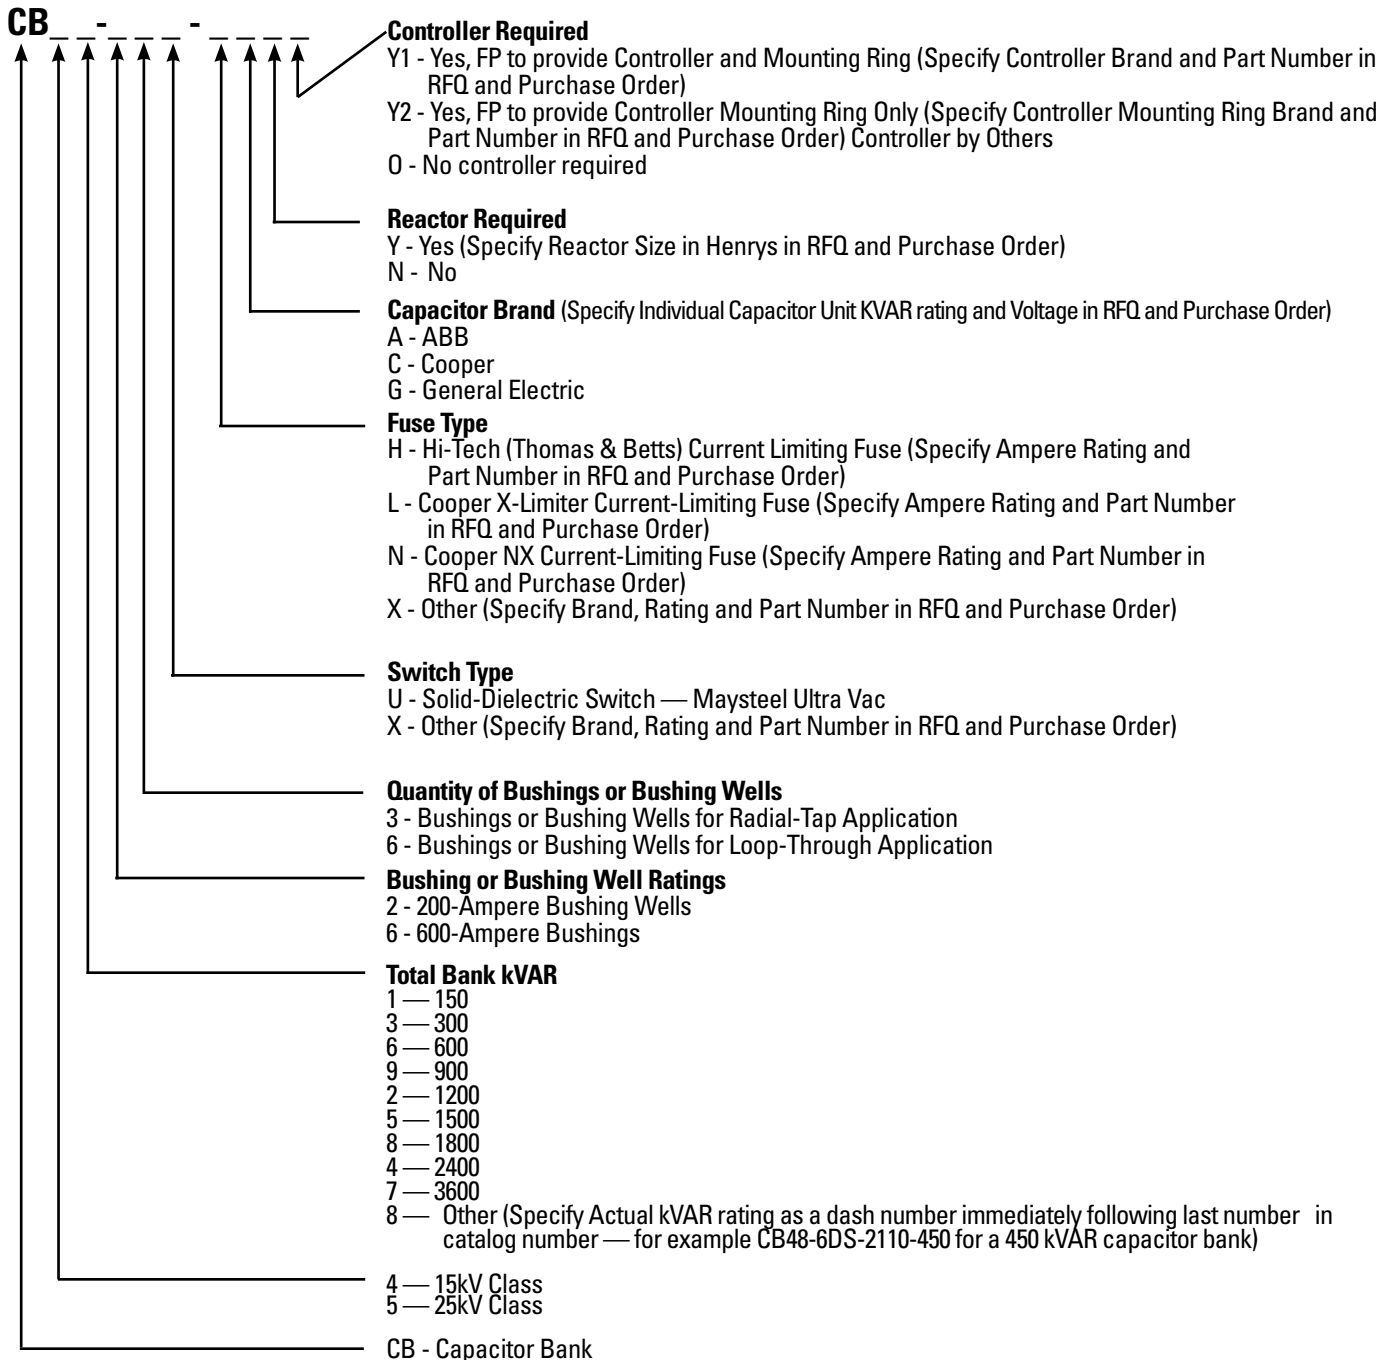 CB_ _-_ _ _ - _ _ _ _
Controller Required
Y1 - Yes, FP to provide Controller and Mounting Ring (Specify Controller Brand and Part Number in
RFQ and Purchase Order)
Y2 - Yes, FP to provide Controller Mounting Ring Only (Specify Controller Mounting Ring Brand and
Part Number in RFQ and Purchase Order) Controller by Others
O - No controller required
Reactor Required
Y - Yes (Specify Reactor Size in Henrys in RFQ and Purchase Order)
N - No
Capacitor Brand (Specify Individual Capacitor Unit KVAR rating and Voltage in RFQ and Purchase Order)
A - ABB
C - Cooper
G - General Electric
Fuse Type
H - Hi-Tech (Thomas & Betts) Current Limiting Fuse (Specify Ampere Rating and
Part Number in RFQ and Purchase Order)
L - Cooper X-Limiter Current-Limiting Fuse (Specify Ampere Rating and Part Number
in RFQ and Purchase Order)
N - Cooper NX Current-Limiting Fuse (Specify Ampere Rating and Part Number in
RFQ and Purchase Order)
X - Other (Specify Brand, Rating and Part Number in RFQ and Purchase Order)
Switch Type
U - Solid-Dielectric Switch — Maysteel Ultra Vac
X - Other (Specify Brand, Rating and Part Number in RFQ and Purchase Order)
Quantity of Bushings or Bushing Wells
3 - Bushings or Bushing Wells for Radial-Tap Application
6 - Bushings or Bushing Wells for Loop-Through Application
Bushing or Bushing Well Ratings
2 - 200-Ampere Bushing Wells
6 - 600-Ampere Bushings
Total Bank kVAR
1 — 150
3 — 300
6 — 600
9 — 900
2 — 1200
5 — 1500
8 — 1800
4 — 2400
7 — 3600
8 — Other (Specify Actual kVAR rating as a dash number immediately following last number in
catalog number — for example CB48-6DS-2110-450 for a 450 kVAR capacitor bank)
4 — 15kV Class
5 — 25kV Class
CB - Capacitor Bank